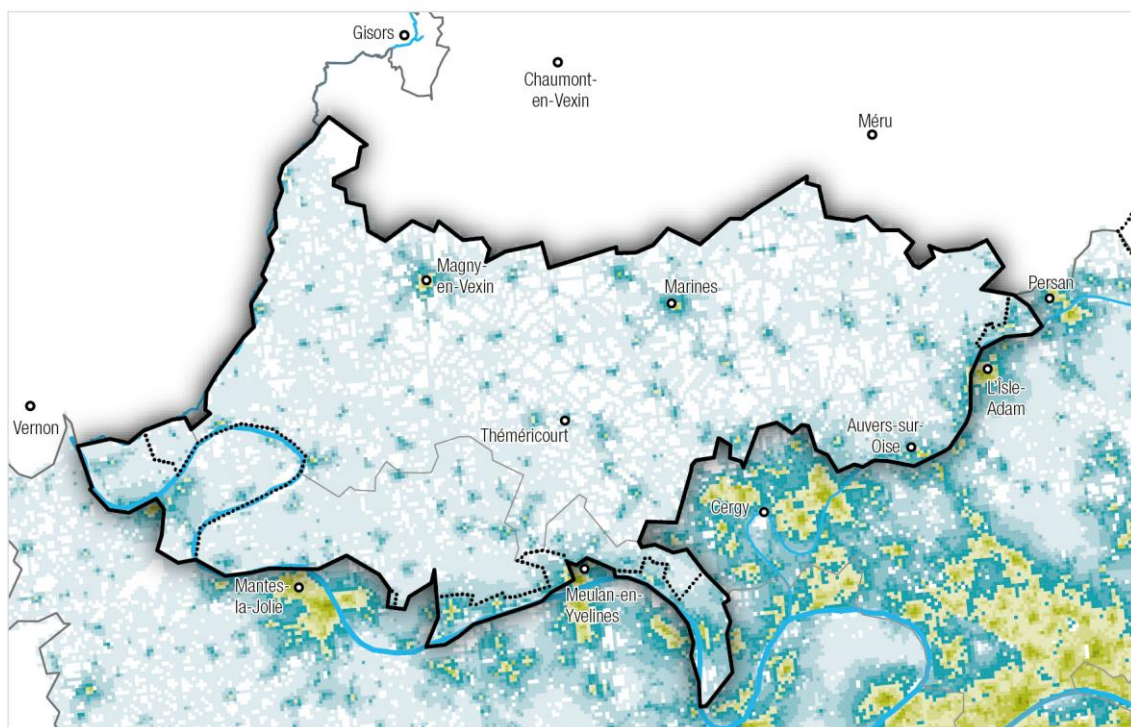 Gisors
Chaumont-
en-Vexin
Méru
Magny-
en-Vexin
Marines
Persan
L'Isle-
Adam
Vernon
Théméricourt
Auvers-sur-
Oise
Cergy
Mantes-
la-Jolie
Meulan-en-
Yvelines